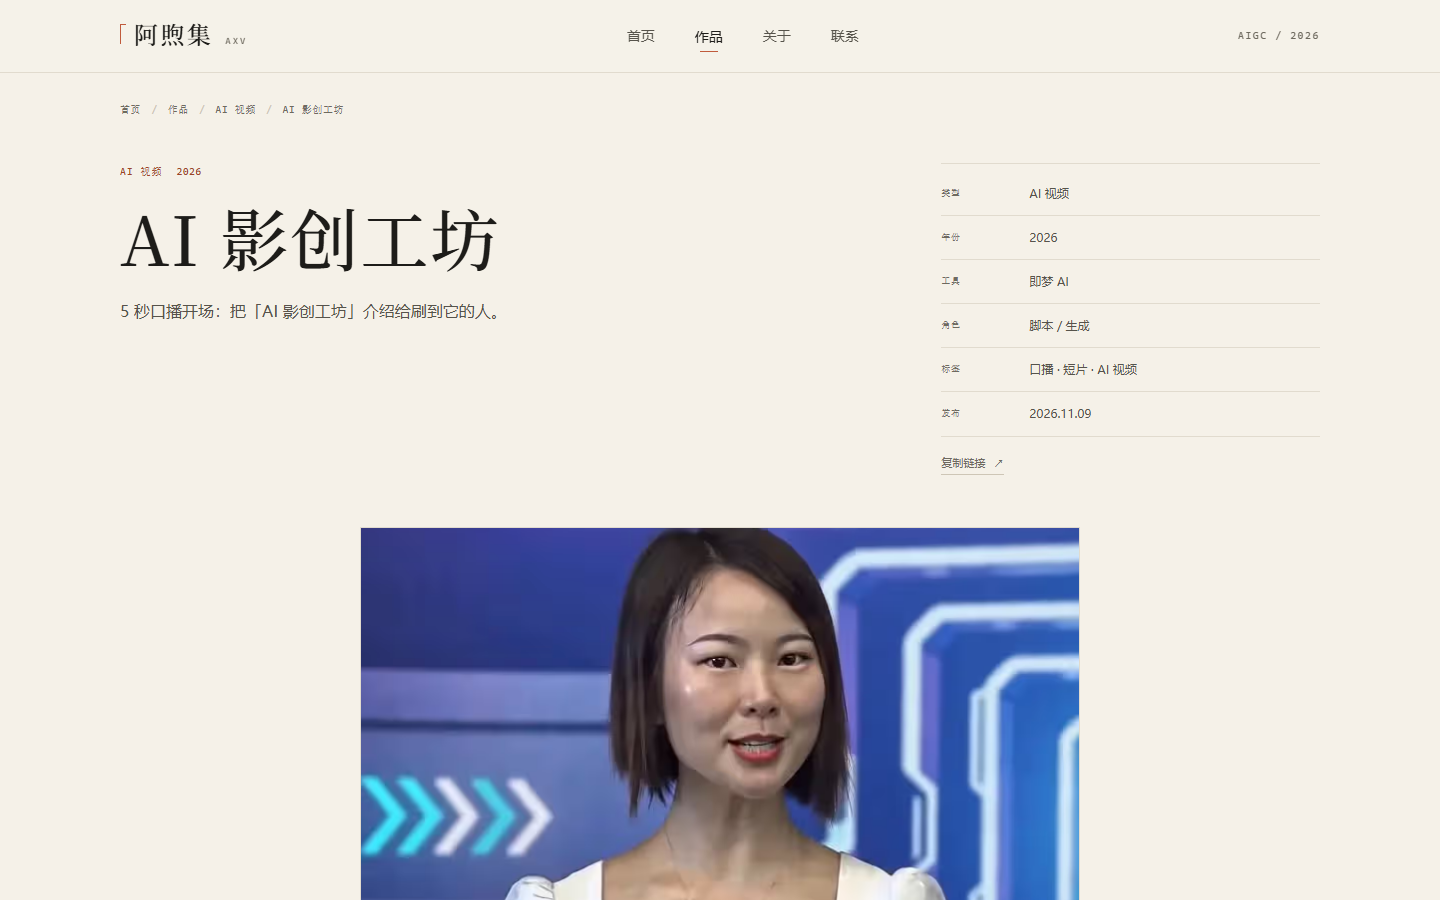 阿煦集 AXV
首页 作品 关于 联系
AIGC / 2026
首页 / 作品 / AI 视频 / AI 影创工坊
AI 视频 2026
AI 影创工坊
5 秒口播开场：把「AI 影创工坊」介绍给刷到它的人。
类型 AI 视频
年份 2026
工具 即梦 AI
角色 脚本 / 生成
标签 口播 · 短片 · AI 视频
发布 2026.11.09
复制链接 ↗